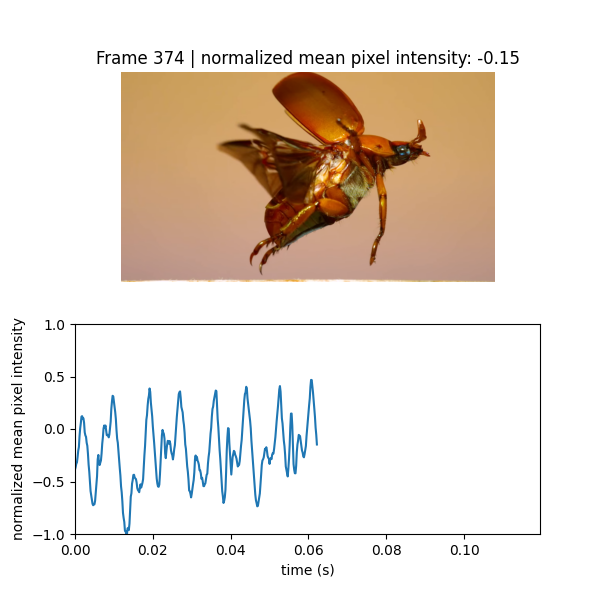 Frame 374 | normalized mean pixel intensity: -0.15
normalized mean pixel intensity
1.0
0.5
0.0
−0.5
−1.0
0.00 0.02 0.04 0.06 0.08 0.10
time (s)